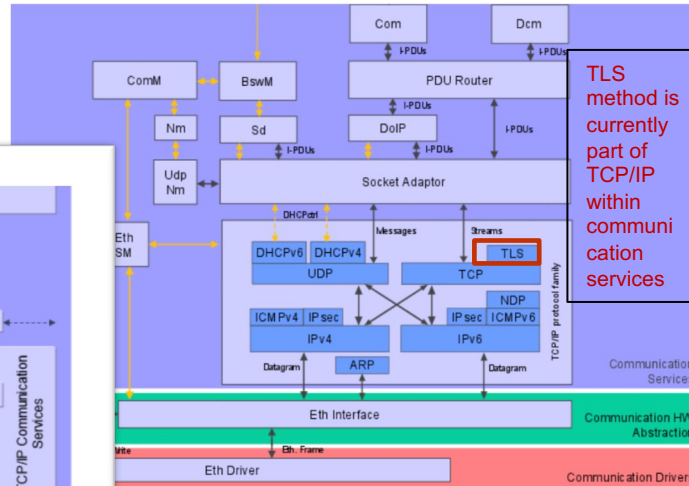 Com
Dcm
I-PDUs
I-PDUs
ComM
BswM
PDU Router
I-PDUs
Nm
Sd
DoIP
I-PDUs
I-PDUs
I-PDUs
Udp
Nm
Socket Adaptor
DHCPctrl
Messages
Streams
Eth
SM
DHCPv6
DHCPv4
TLS
UDP
TCP
NDP
ICMPv4
IPsec
IPsec
ICMPv6
IPv4
IPv6
TCP/IP protocol family
Datagram
ARP
Datagram
Communication
Service
Eth Interface
Communication HW
Abstraction
Write
Eth. Frame
Eth Driver
Communication Driver
TLS
method is
currently
part of
TCP/IP
within
communi
cation
services
TCP/IP Communication
Services